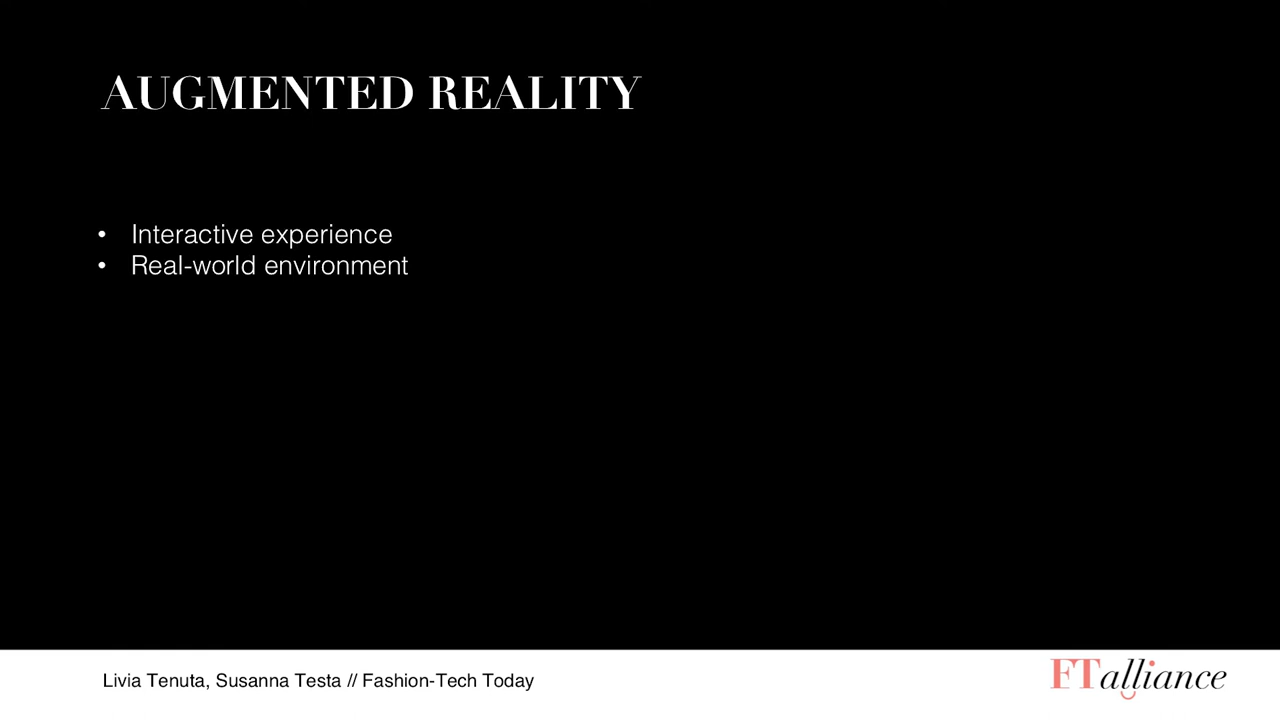 AUGMENTED REALITY
• Interactive experience
• Real-world environment
Livia Tenuta, Susanna Testa // Fashion-Tech Today
FTalliance